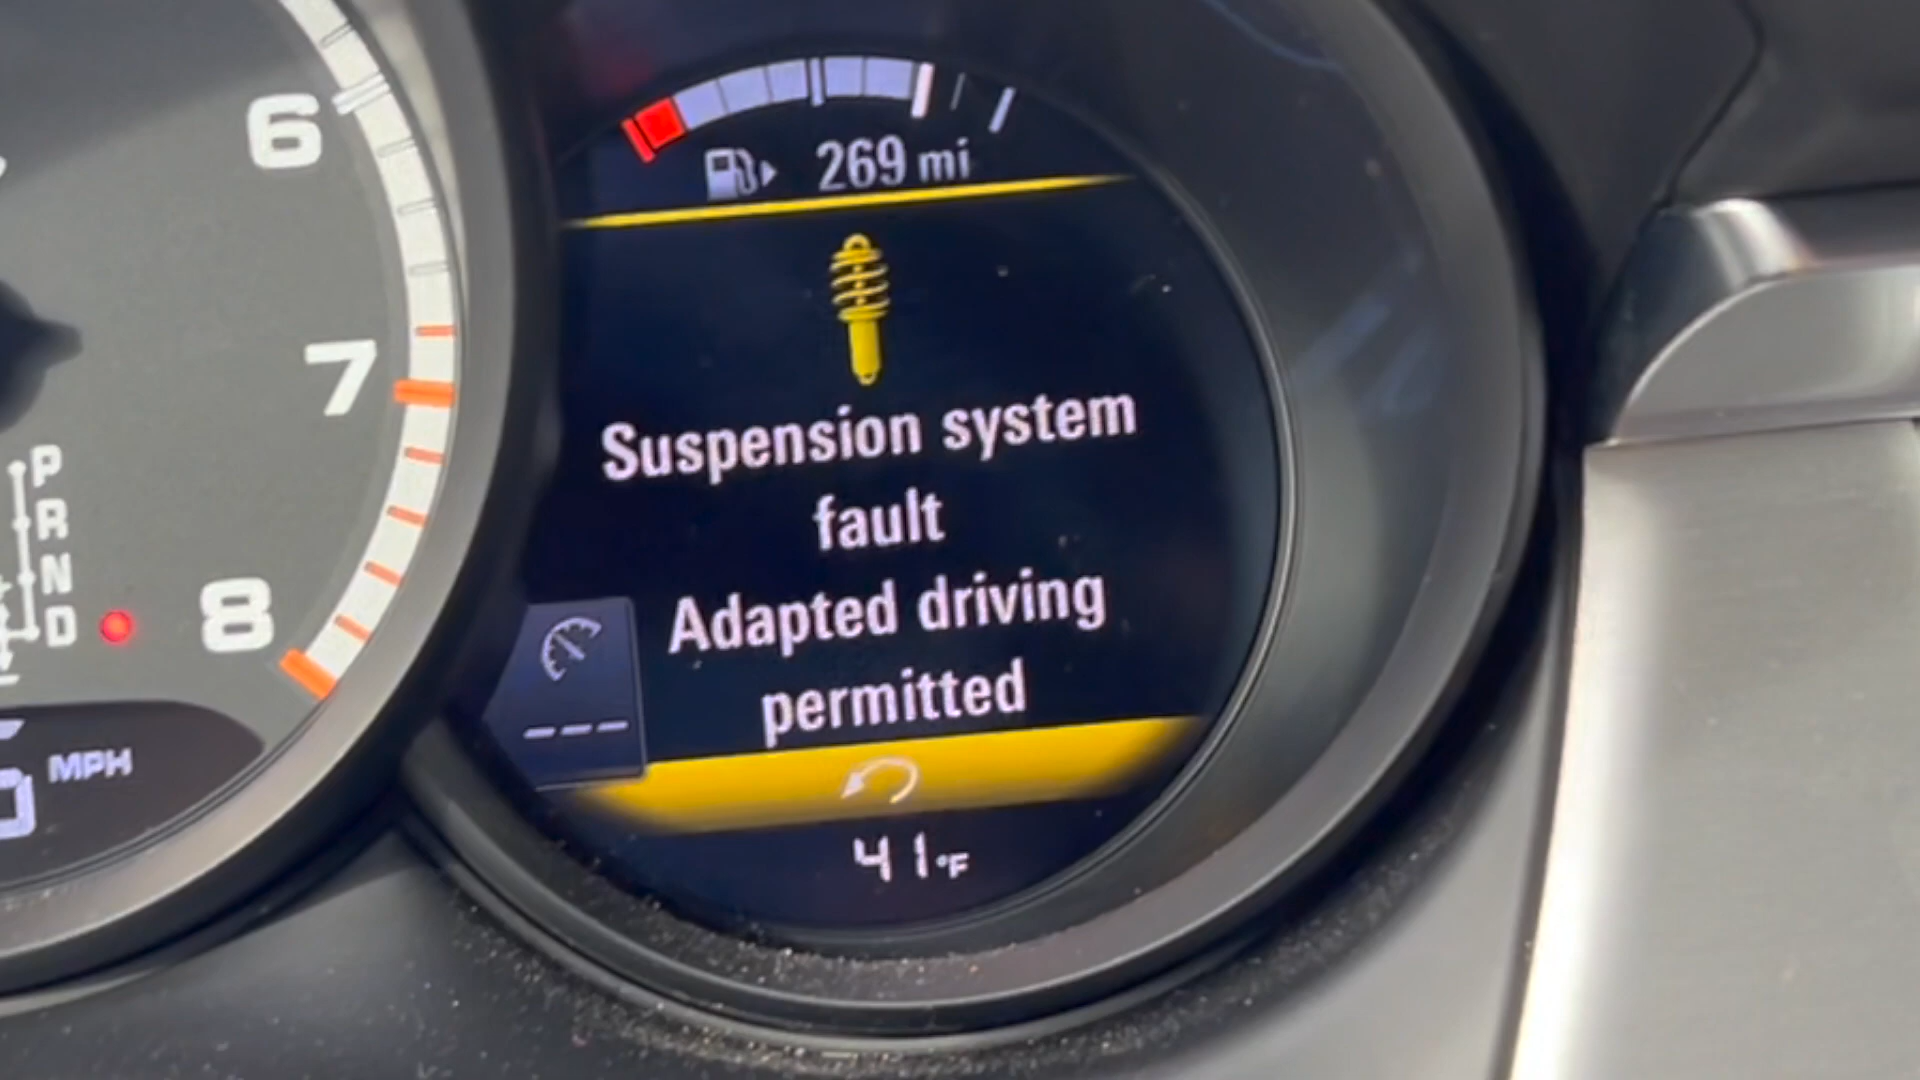 6
7
8
P
R
N
D
MPH
269 mi
Suspension system
fault
Adapted driving
permitted
---
41°F